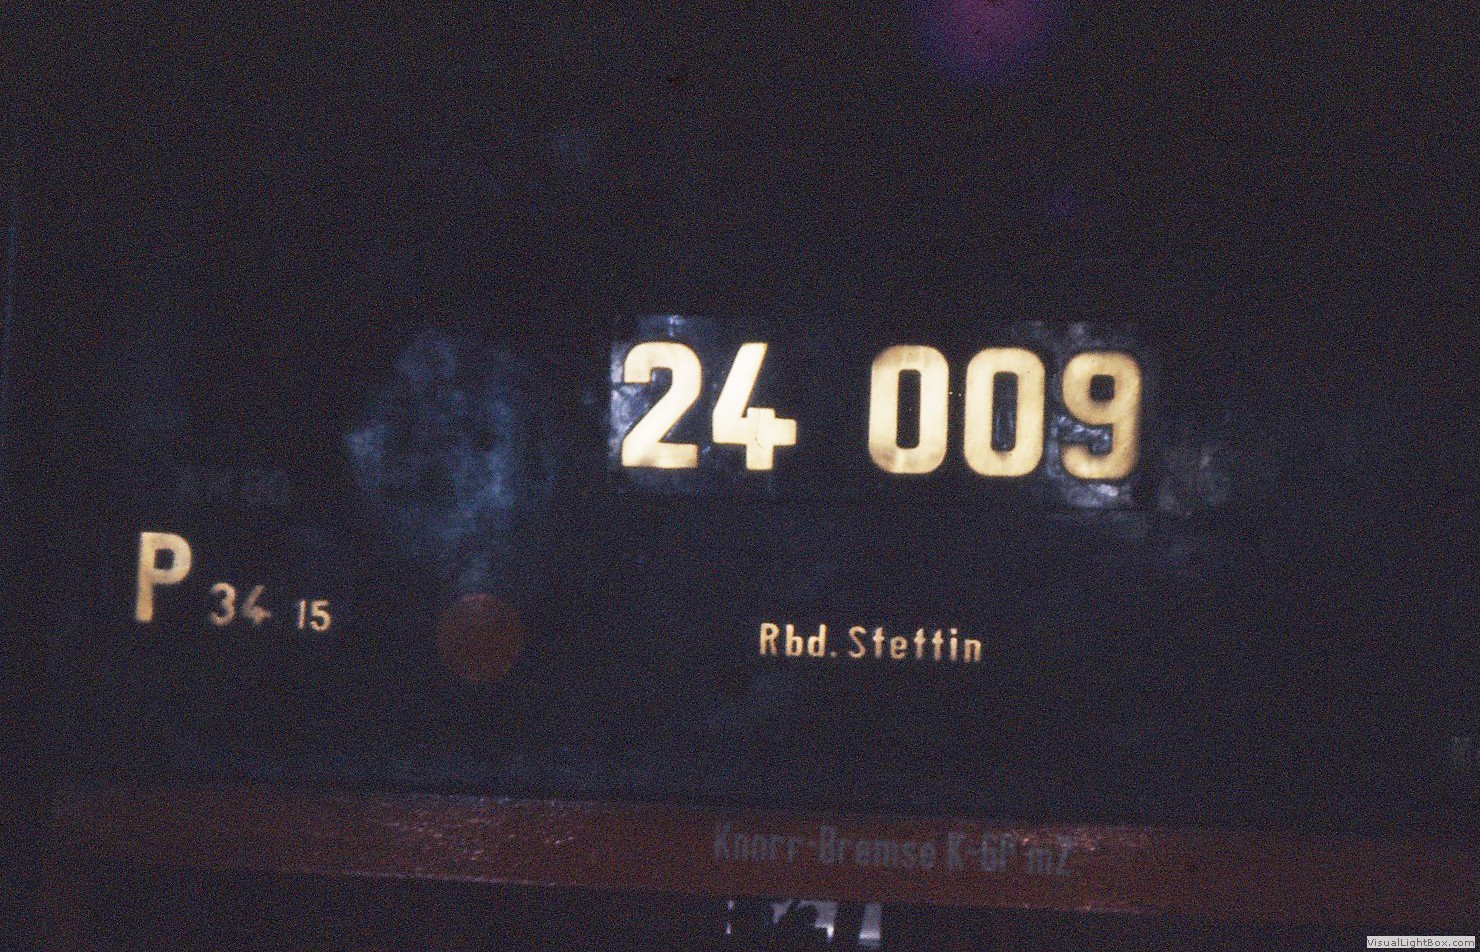 24 009
P 34 15
Rbd. Stettin
Knorr-Bremse K-GP mZ
VisualLightBox.com